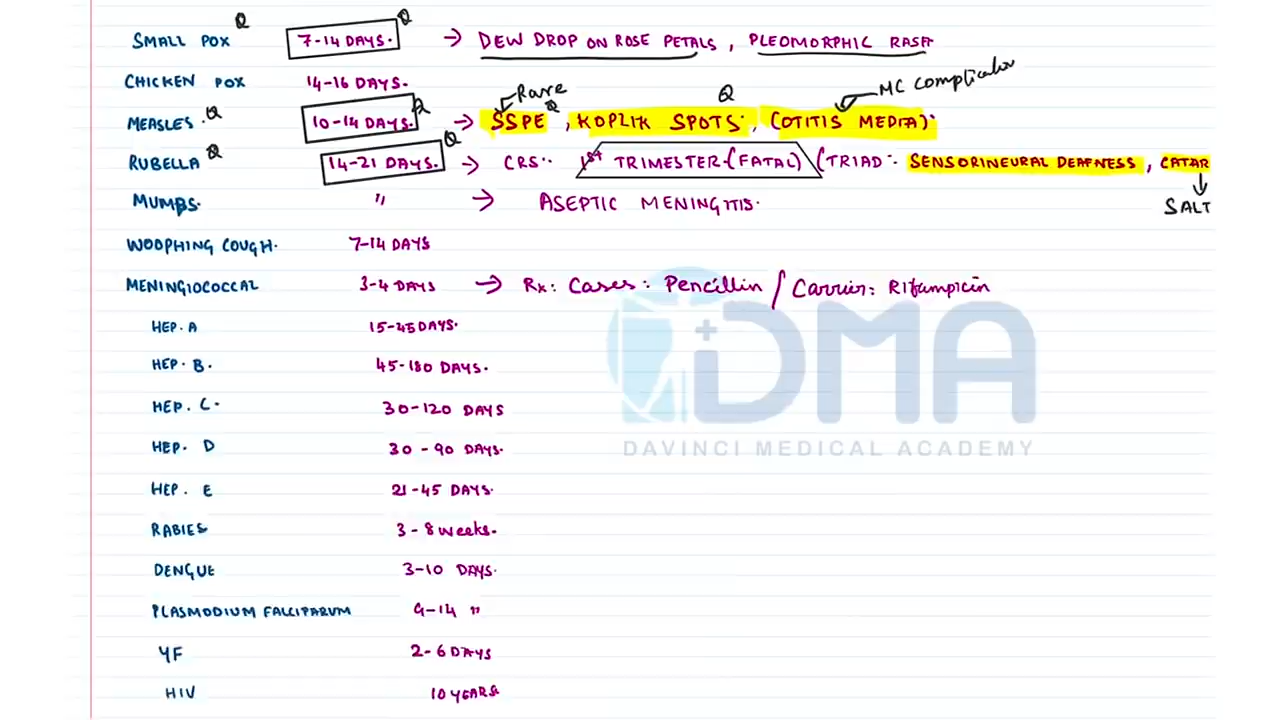 SMALL POX Q 7-14 DAYS. Q → DEW DROP ON ROSE PETALS, PLEOMORPHIC RASH
CHICKEN POX 14-16 DAYS.
Rare Q MC Complication
MEASLES. Q 10-14 DAYS. Q → SSPE Q, KOPLIK SPOTS. (OTITIS MEDIA).
RUBELLA Q 14-21 DAYS. Q → CRS:. 1st TRIMESTER-(FATAL) (TRIAD:- SENSORINEURAL DEAFNESS, CATAR
MUMPS. " → ASEPTIC MENINGITIS. SALT
WOOPHING COUGH. 7-14 DAYS
MENINGIOCOCCAL 3-4 DAYS → Rx: Cases: Pencillin / Carrier: Rifampicin
HEP. A 15-45 DAYS.
HEP. B. 45-180 DAYS.
HEP. C. 30-120 DAYS
HEP. D 30-90 DAYS.
HEP. E 21-45 DAYS.
RABIES 3-8 weeks.
DENGUE 3-10 DAYS.
PLASMODIUM FALCIPARUM 9-14 "
YF 2-6 DAYS
HIV 10 YEARS
DMA
DAVINCI MEDICAL ACADEMY